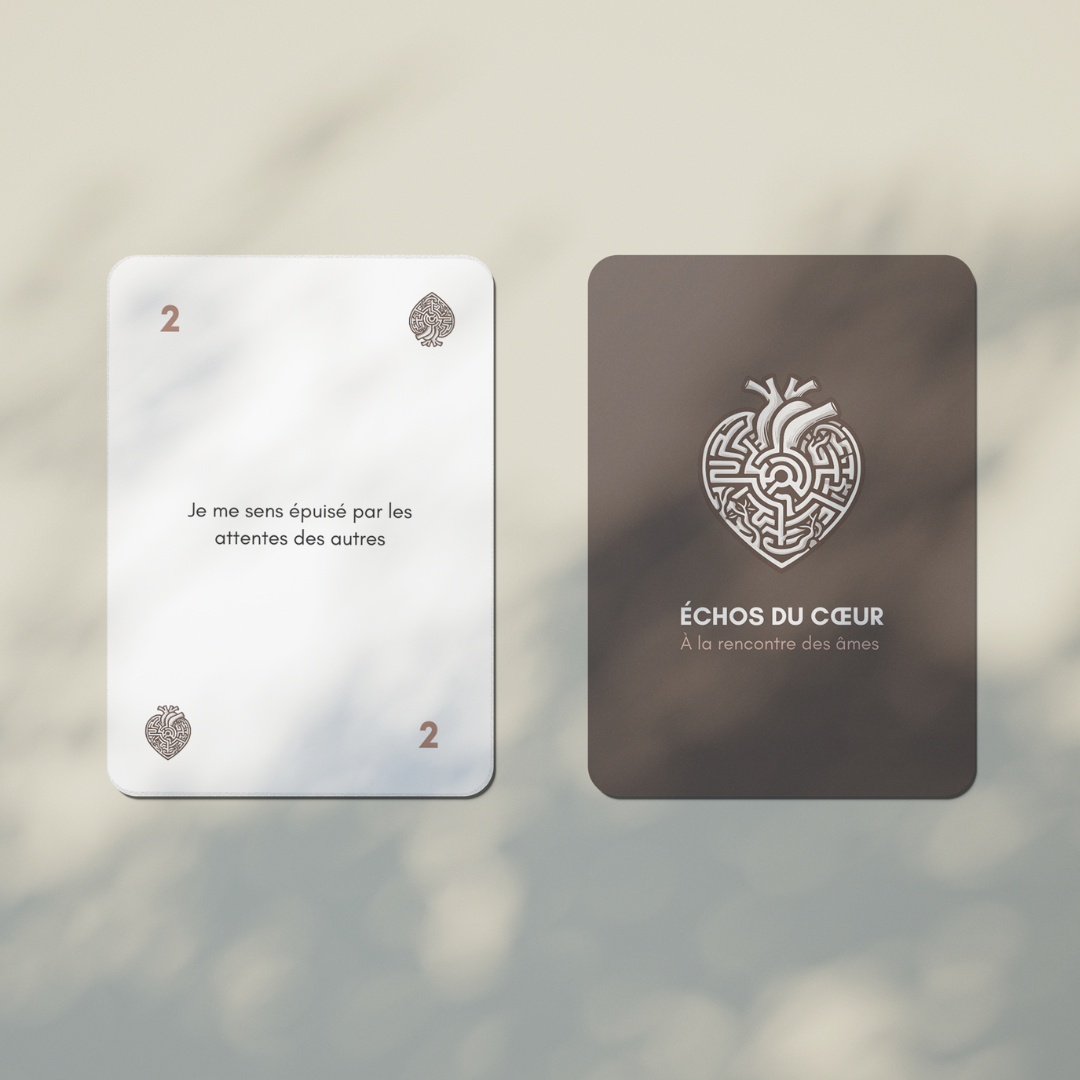 2
Je me sens épuisé par les
attentes des autres
2
ÉCHOS DU CŒUR
À la rencontre des âmes